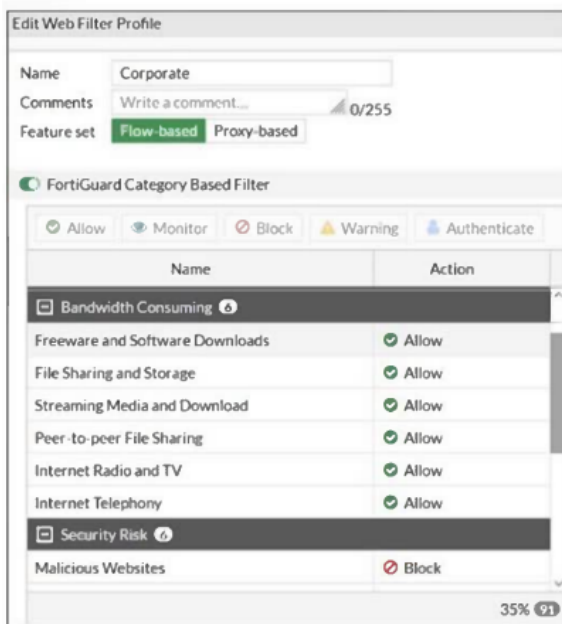 Edit Web Filter Profile
Name Corporate
Comments Write a comment... 0/255
Feature set Flow-based Proxy-based
FortiGuard Category Based Filter
Allow Monitor Block Warning Authenticate
Name Action
Bandwidth Consuming 6
Freeware and Software Downloads Allow
File Sharing and Storage Allow
Streaming Media and Download Allow
Peer-to-peer File Sharing Allow
Internet Radio and TV Allow
Internet Telephony Allow
Security Risk 6
Malicious Websites Block
35% 91